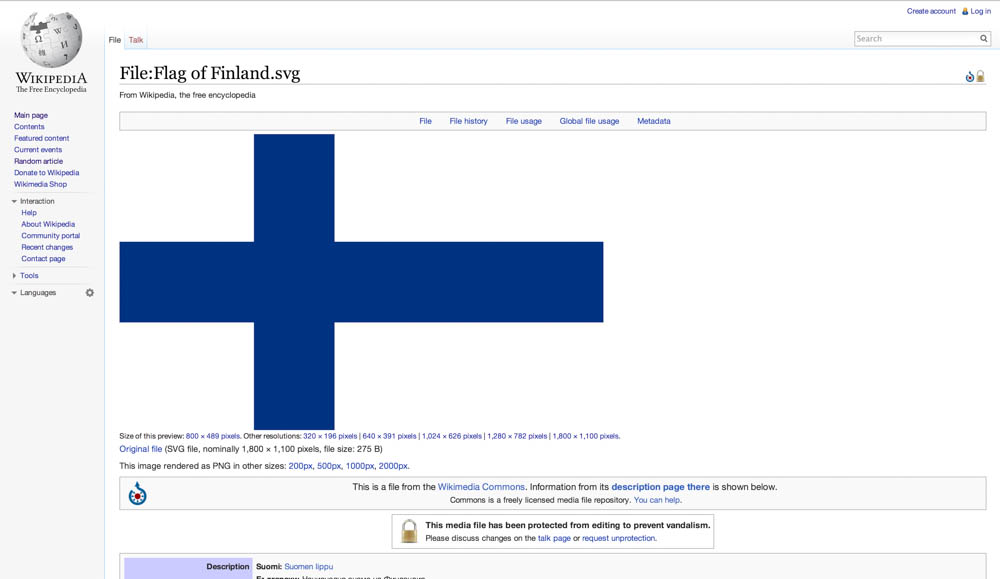 Create account Log in
File Talk
Search
WIKIPEDIA
The Free Encyclopedia
Main page
Contents
Featured content
Current events
Random article
Donate to Wikipedia
Wikimedia Shop
Interaction
Help
About Wikipedia
Community portal
Recent changes
Contact page
Tools
Languages
File:Flag of Finland.svg
From Wikipedia, the free encyclopedia
File File history File usage Global file usage Metadata
Size of this preview: 800 × 489 pixels. Other resolutions: 320 × 196 pixels | 640 × 391 pixels | 1,024 × 626 pixels | 1,280 × 782 pixels | 1,800 × 1,100 pixels.
Original file (SVG file, nominally 1,800 × 1,100 pixels, file size: 275 B)
This image rendered as PNG in other sizes: 200px, 500px, 1000px, 2000px.
This is a file from the Wikimedia Commons. Information from its description page there is shown below.
Commons is a freely licensed media file repository. You can help.
This media file has been protected from editing to prevent vandalism.
Please discuss changes on the talk page or request unprotection.
Description Suomi: Suomen lippu